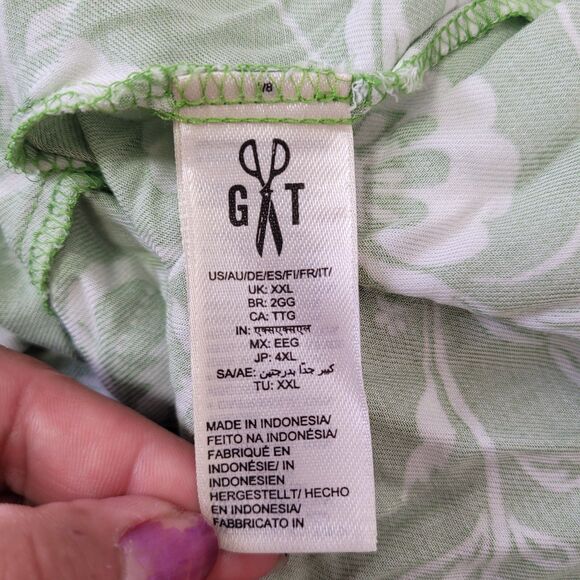 /8
G T
US/AU/DE/ES/FI/FR/IT/
UK: XXL
BR: 2GG
CA: TTG
IN: एक्सएक्सएल
MX: EEG
JP: 4XL
SA/AE: كبير جدًا بدرجتين
TU: XXL
MADE IN INDONESIA/
FEITO NA INDONÉSIA/
FABRIQUÉ EN
INDONÉSIE/ IN
INDONESIEN
HERGESTELLT/ HECHO
EN INDONESIA/
FABBRICATO IN